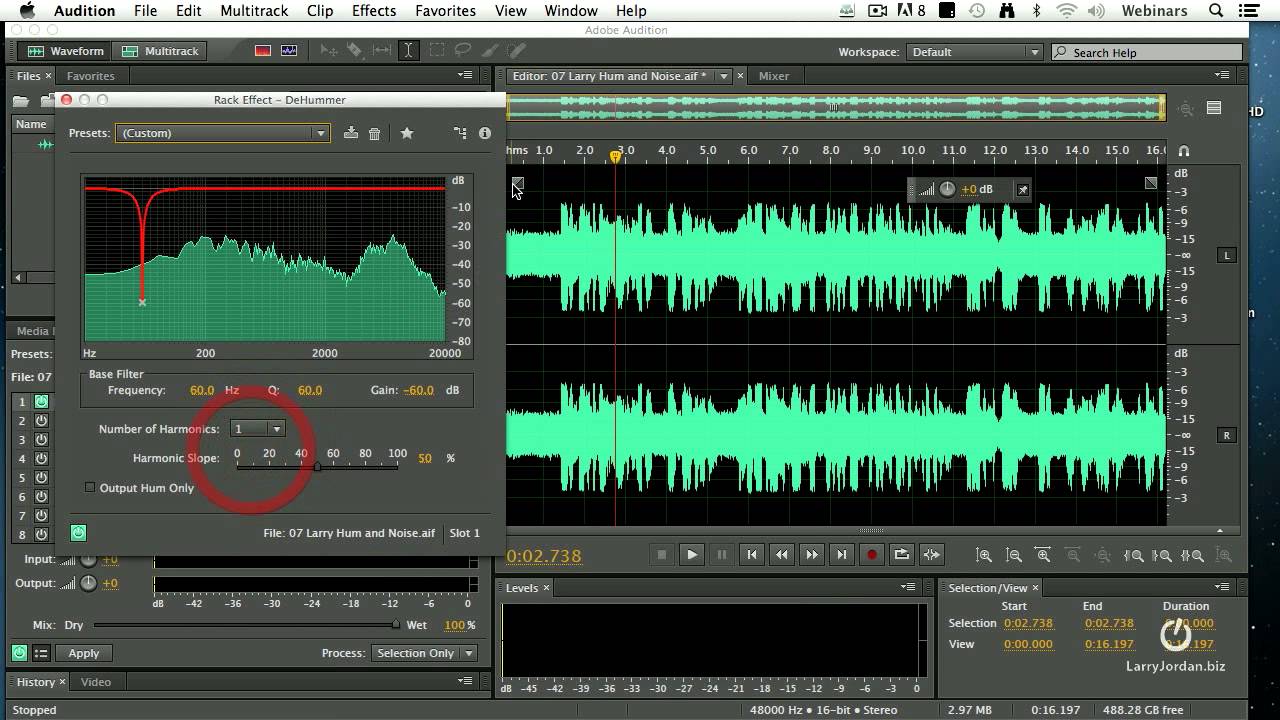 Audition File Edit Multitrack Clip Effects Favorites View Window Help
8 Webinars
Adobe Audition
Waveform Multitrack
Workspace: Default Search Help
Files × Favorites
Editor: 07 Larry Hum and Noise.aif * × Mixer
Name
Rack Effect – DeHummer
Presets: (Custom)
dB
-10
-20
-30
-40
-50
-60
-70
-80
Hz 200 2000 20000
Base Filter
Frequency: 60.0 Hz Q: 60.0 Gain: -60.0 dB
Number of Harmonics: 1
0 20 40 60 80 100
Harmonic Slope: 50 %
Output Hum Only
File: 07 Larry Hum and Noise.aif Slot 1
HD
hms 1.0 2.0 3.0 4.0 5.0 6.0 7.0 8.0 9.0 10.0 11.0 12.0 13.0 14.0 15.0 16.0
+0 dB
dB
-3
-6
-9
-15
-∞
-15
-9
-6
-3
L
dB
-3
-6
-9
-15
-∞
-15
-9
-6
-3
R
Media
Presets:
File: 07
1
2
3
4
5
6
7
8
Input: +0
Output: +0
dB -42 -36 -30 -24 -18 -12 -6 0
Mix: Dry Wet 100 %
Apply Process: Selection Only
History × Video
Stopped
0:02.738
Levels ×
dB -45 -42 -39 -36 -33 -30 -27 -24 -21 -18 -15 -12 -9 -6 -3 0
Selection/View ×
Start End Duration
Selection 0:02.738 0:02.738 0:00.000
View 0:00.000 0:16.197 0:16.197
LarryJordan.biz
48000 Hz • 16-bit • Stereo 2.97 MB 0:16.197 488.28 GB free